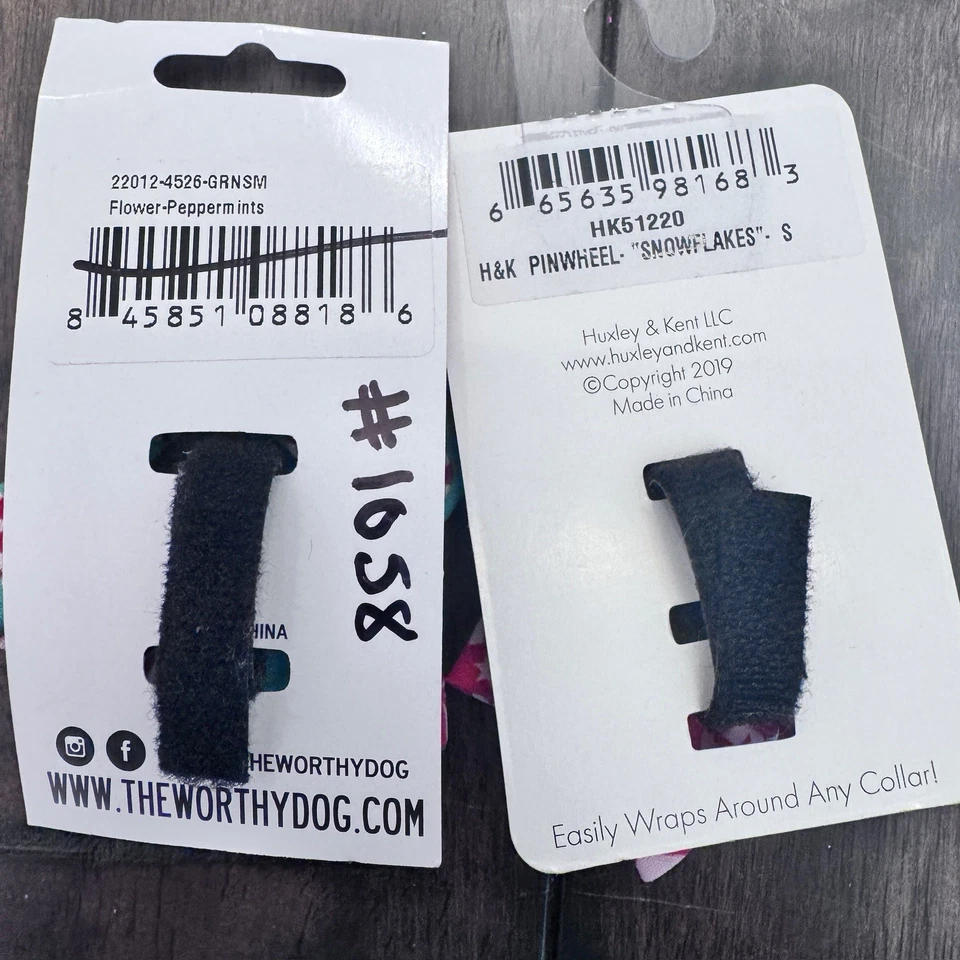 22012-4526-GRNSM
Flower-Peppermints
8 45851 08818 6
#1658
HINA
HEWORTHYDOG
WWW.THEWORTHYDOG.COM
6 65635 98168 3
HK51220
H&K PINWHEEL- "SNOWFLAKES"- S
Huxley & Kent LLC
www.huxleyandkent.com
©Copyright 2019
Made in China
Easily Wraps Around Any Collar!